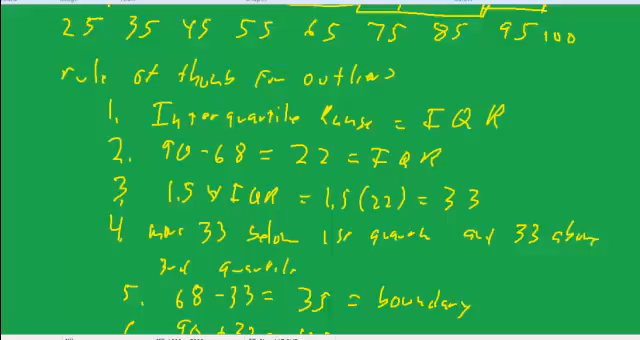 25 35 45 55 65 75 85 95 100
rule of thumb for outliers
1. Interquartile Range = IQR
2. 90-68 = 22 = IQR
3. 1.5 x IQR = 1.5(22) = 33
4. 33 below 1st quartile and 33 above
3rd quartile
5. 68-33 = 35 = boundary